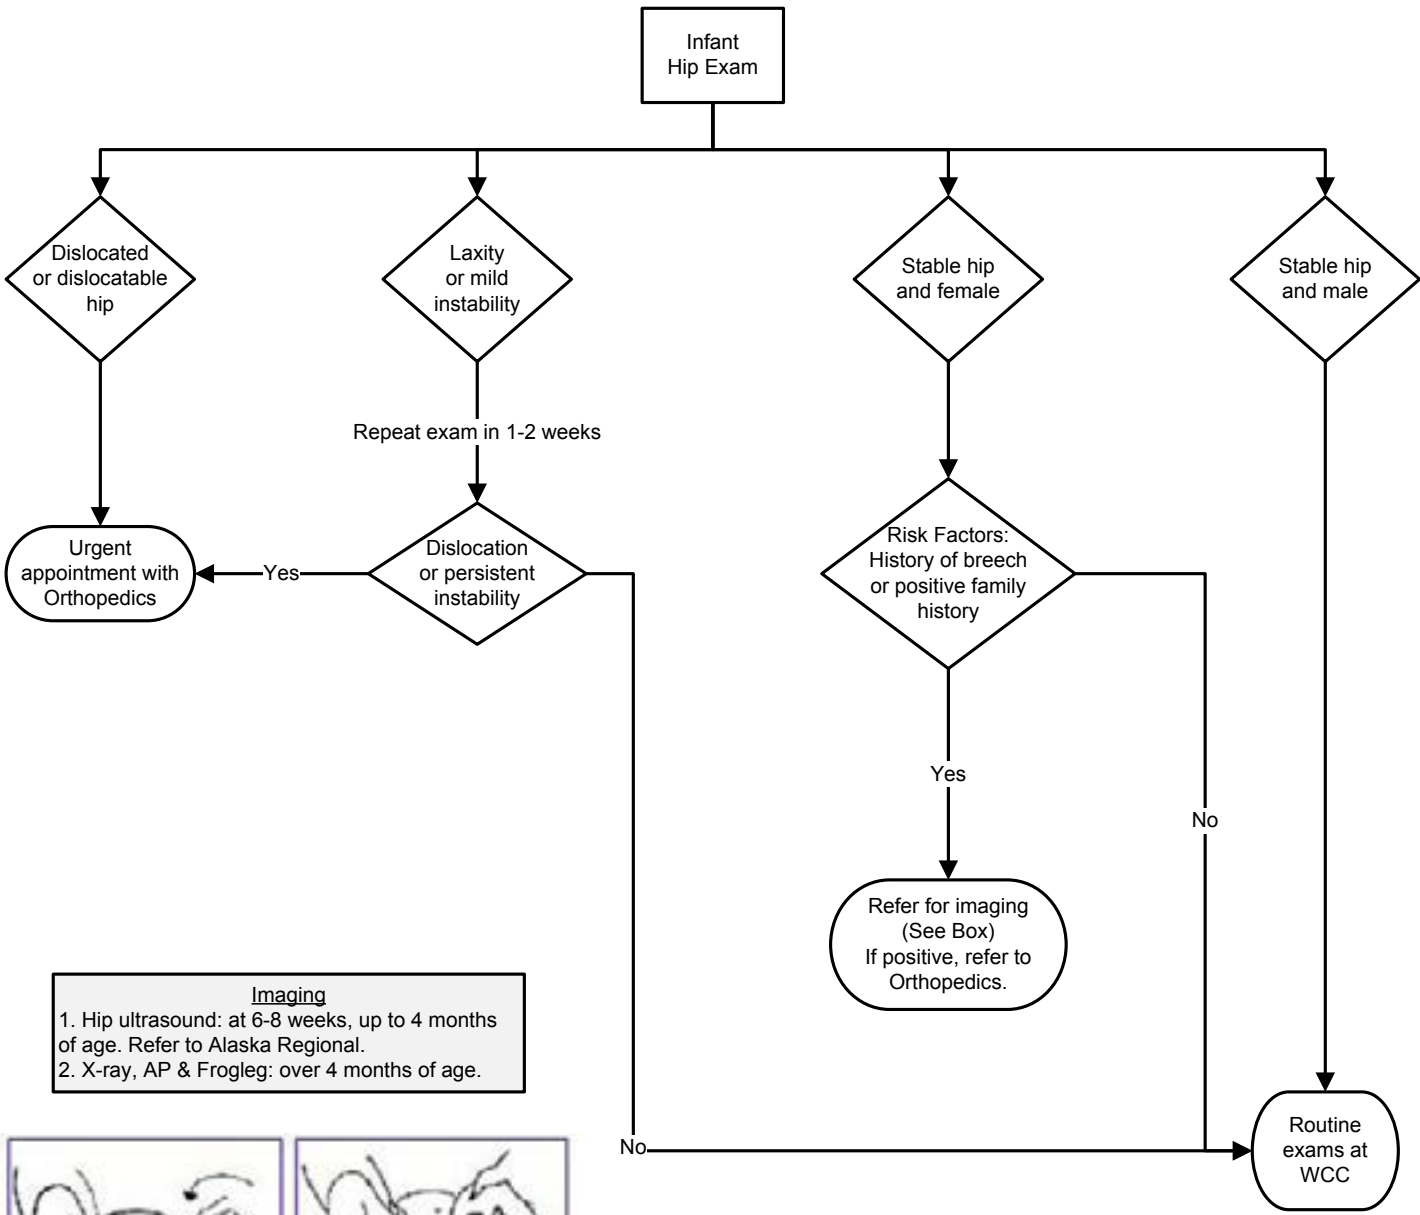 Infant
Hip Exam
Dislocated
or dislocatable
hip
Laxity
or mild
instability
Stable hip
and female
Stable hip
and male
Repeat exam in 1-2 weeks
Urgent
appointment with
Orthopedics
Yes
Dislocation
or persistent
instability
Risk Factors:
History of breech
or positive family
history
Yes
No
Refer for imaging
(See Box)
If positive, refer to
Orthopedics.
Imaging
1. Hip ultrasound: at 6-8 weeks, up to 4 months
of age. Refer to Alaska Regional.
2. X-ray, AP & Frogleg: over 4 months of age.
No
Routine
exams at
WCC